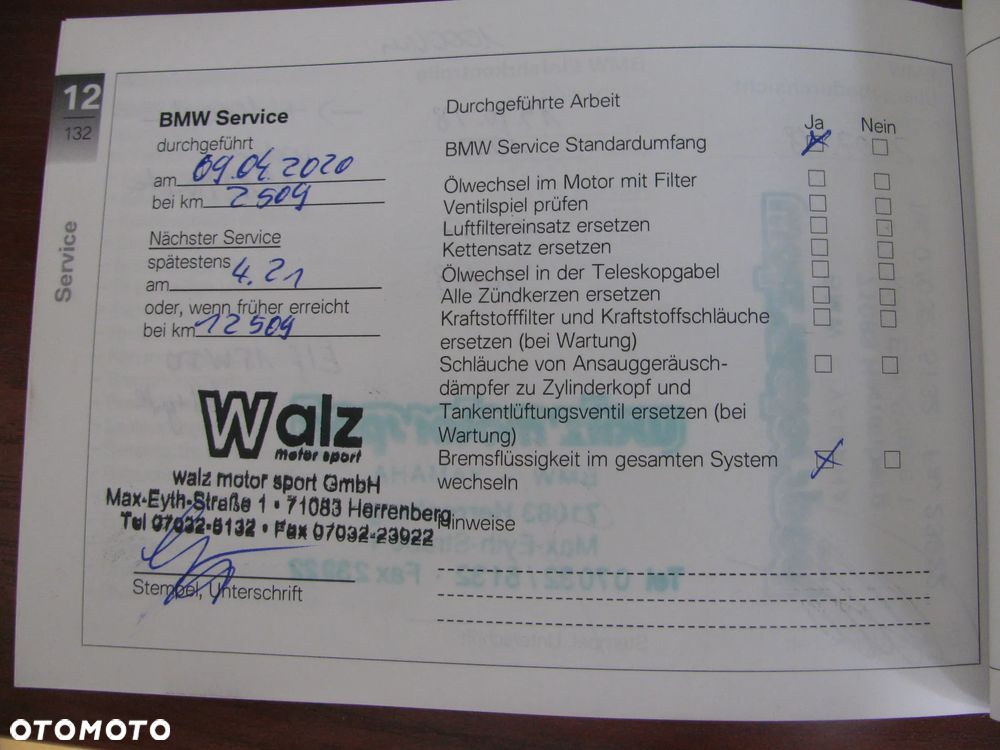 12
132
Service
BMW Service
durchgeführt
am 09.04.2020
bei km 2509
Nächster Service
spätestens
am 4.21
oder, wenn früher erreicht
bei km 12509
Walz
motor sport
walz motor sport GmbH
Max-Eyth-Straße 1 • 71083 Herrenberg
Tel 07032-5132 • Fax 07032-23922
Stempel, Unterschrift
Durchgeführte Arbeit
Ja Nein
BMW Service Standardumfang
Ölwechsel im Motor mit Filter
Ventilspiel prüfen
Luftfiltereinsatz ersetzen
Kettensatz ersetzen
Ölwechsel in der Teleskopgabel
Alle Zündkerzen ersetzen
Kraftstofffilter und Kraftstoffschläuche
ersetzen (bei Wartung)
Schläuche von Ansauggeräusch-
dämpfer zu Zylinderkopf und
Tankentlüftungsventil ersetzen (bei
Wartung)
Bremsflüssigkeit im gesamten System
wechseln
Hinweise
OTOMOTO